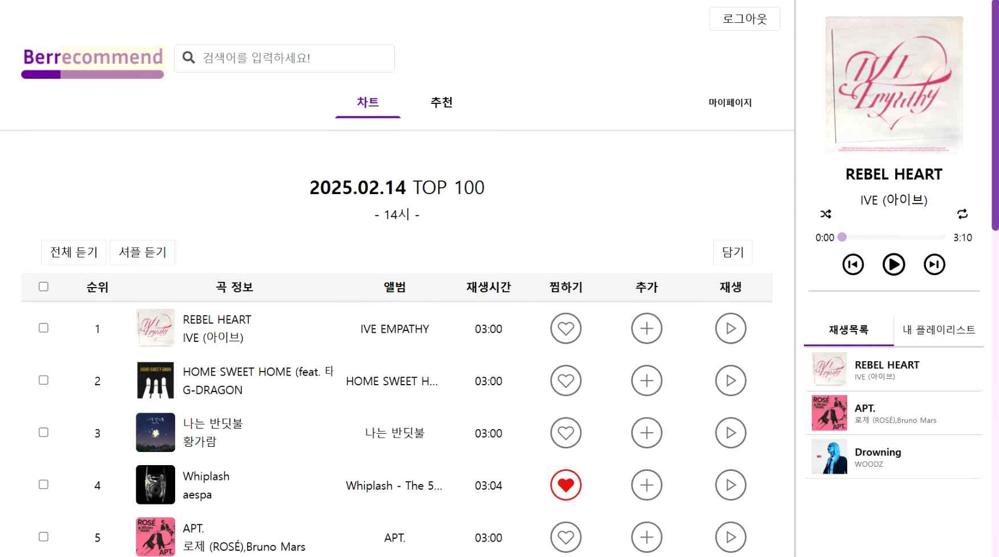 로그아웃
Berrecommend
검색어를 입력하세요!
차트
추천
마이페이지
2025.02.14 TOP 100
- 14시 -
전체 듣기
셔플 듣기
담기
순위 곡 정보 앨범 재생시간 찜하기 추가 재생
1
REBEL HEART
IVE (아이브)
IVE EMPATHY
03:00
2
HOME SWEET HOME (feat. 타
G-DRAGON
HOME SWEET H...
03:00
3
나는 반딧불
황가람
나는 반딧불
03:00
4
Whiplash
aespa
Whiplash - The 5...
03:04
5
APT.
로제 (ROSÉ),Bruno Mars
APT.
03:00
IVE
Empathy
REBEL HEART
IVE (아이브)
0:00
3:10
재생목록
내 플레이리스트
REBEL HEART
IVE (아이브)
APT.
로제 (ROSÉ),Bruno Mars
Drowning
WOODZ